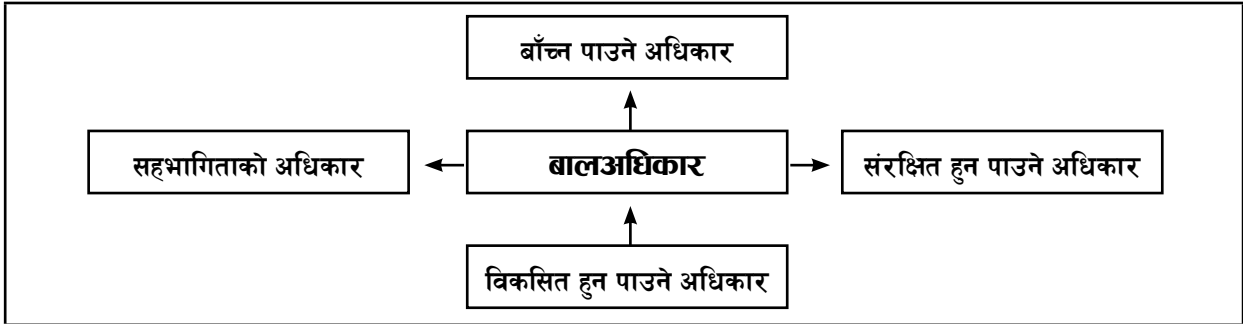 बाँच्न पाउने अधिकार
सहभागिताको अधिकार
बालअधिकार
संरक्षित हुन पाउने अधिकार
विकसित हुन पाउने अधिकार